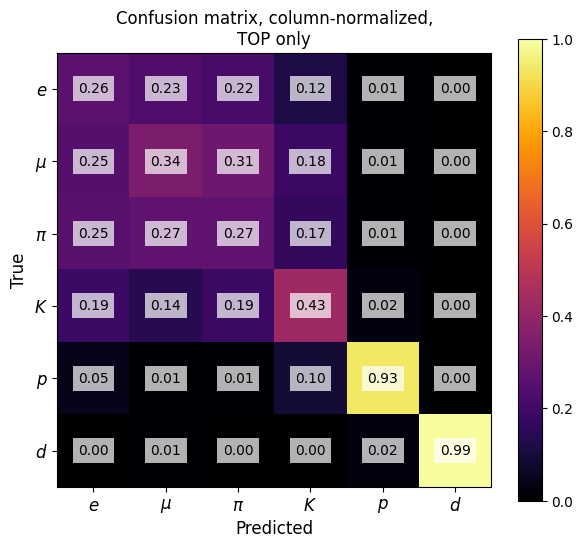 Confusion matrix, column-normalized,
TOP only
True
e 0.26 0.23 0.22 0.12 0.01 0.00
μ 0.25 0.34 0.31 0.18 0.01 0.00
π 0.25 0.27 0.27 0.17 0.01 0.00
K 0.19 0.14 0.19 0.43 0.02 0.00
p 0.05 0.01 0.01 0.10 0.93 0.00
d 0.00 0.01 0.00 0.00 0.02 0.99
e μ π K p d
Predicted
1.0
0.8
0.6
0.4
0.2
0.0